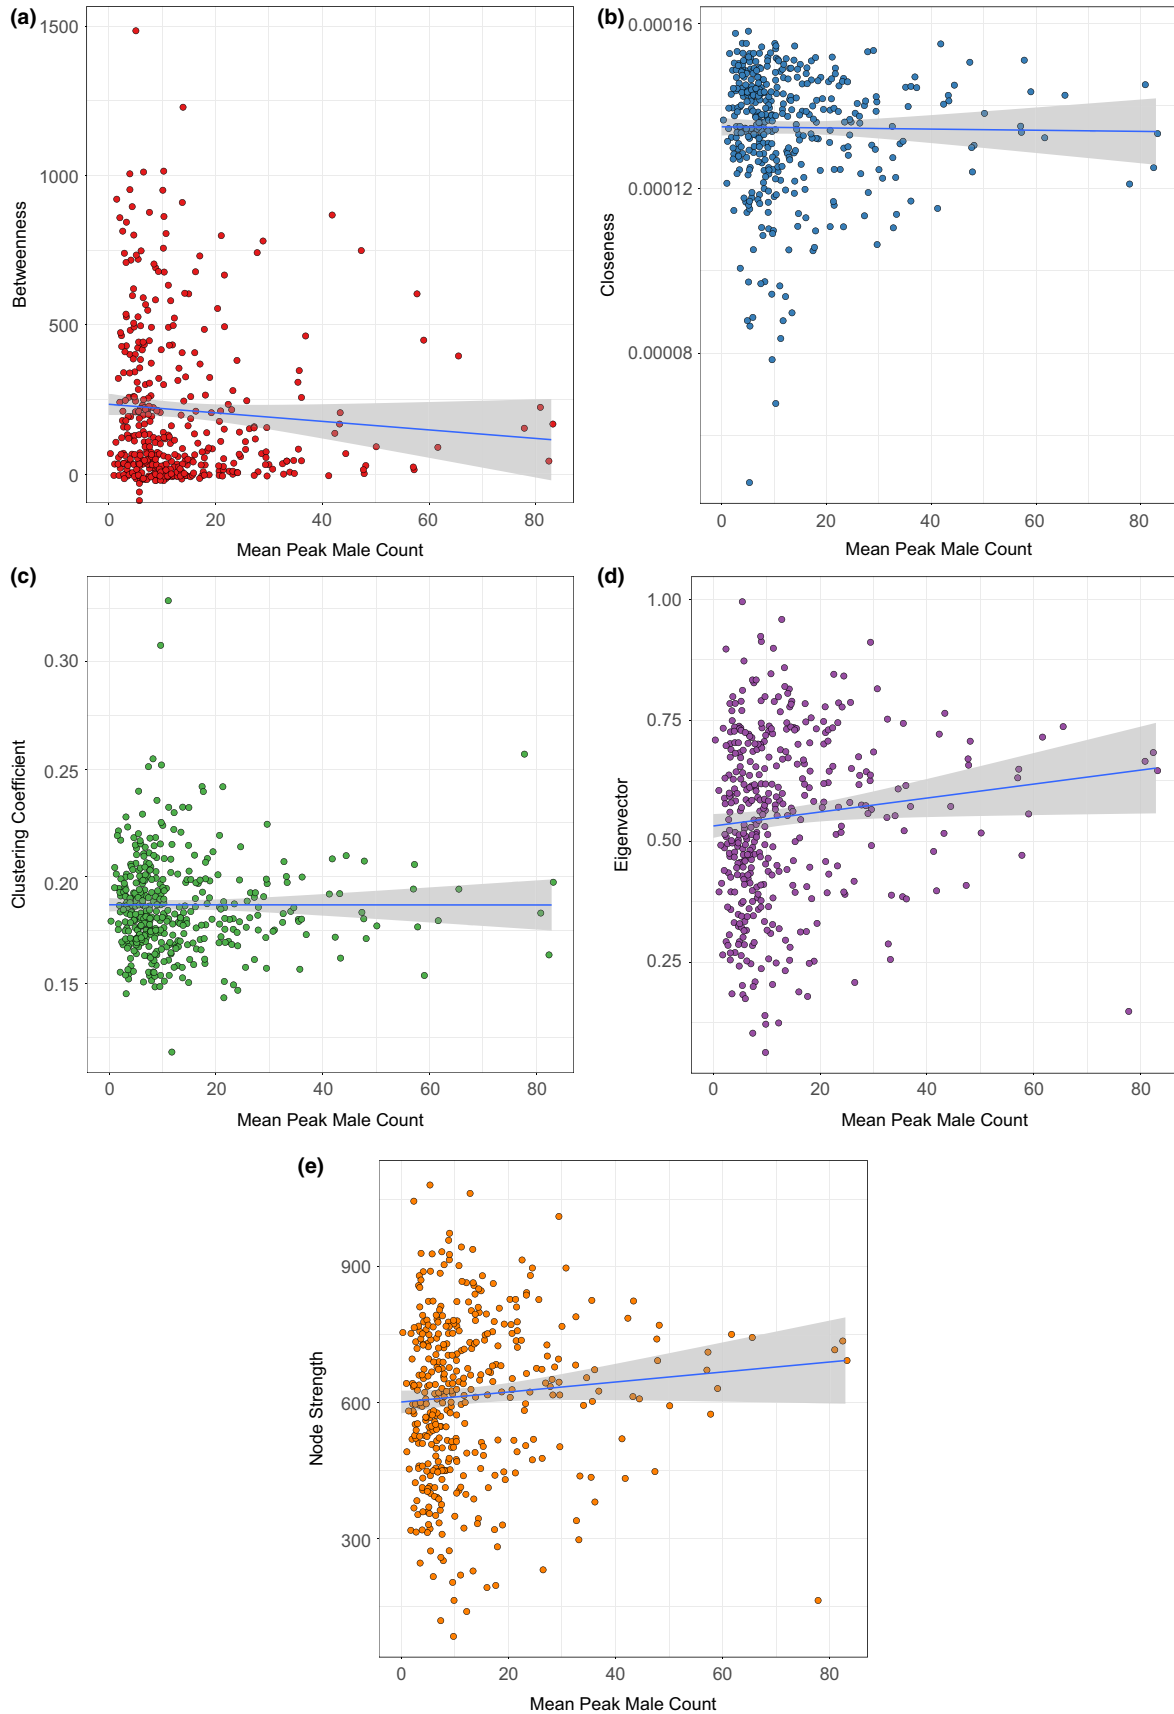 (a)
1500
1000
500
0
Betweenness
0 20 40 60 80
Mean Peak Male Count
(b)
0.00016
0.00012
0.00008
Closeness
0 20 40 60 80
Mean Peak Male Count
(c)
0.30
0.25
0.20
0.15
Clustering Coefficient
0 20 40 60 80
Mean Peak Male Count
(d)
1.00
0.75
0.50
0.25
Eigenvector
0 20 40 60 80
Mean Peak Male Count
(e)
900
600
300
Node Strength
0 20 40 60 80
Mean Peak Male Count